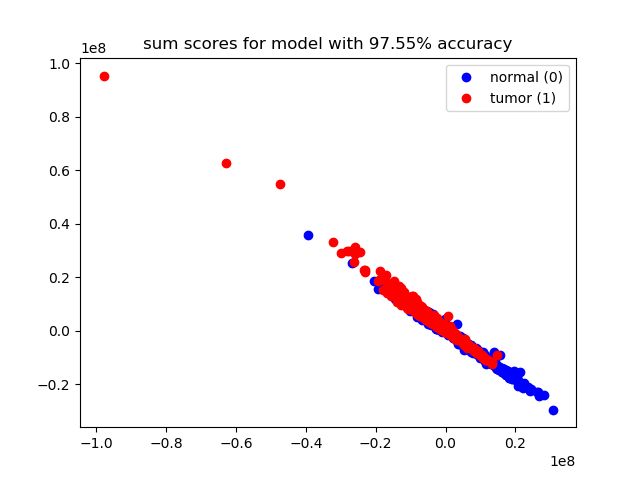 sum scores for model with 97.55% accuracy
1e8
1.0
0.8
0.6
0.4
0.2
0.0
−0.2
normal (0)
tumor (1)
−1.0 −0.8 −0.6 −0.4 −0.2 0.0 0.2
1e8